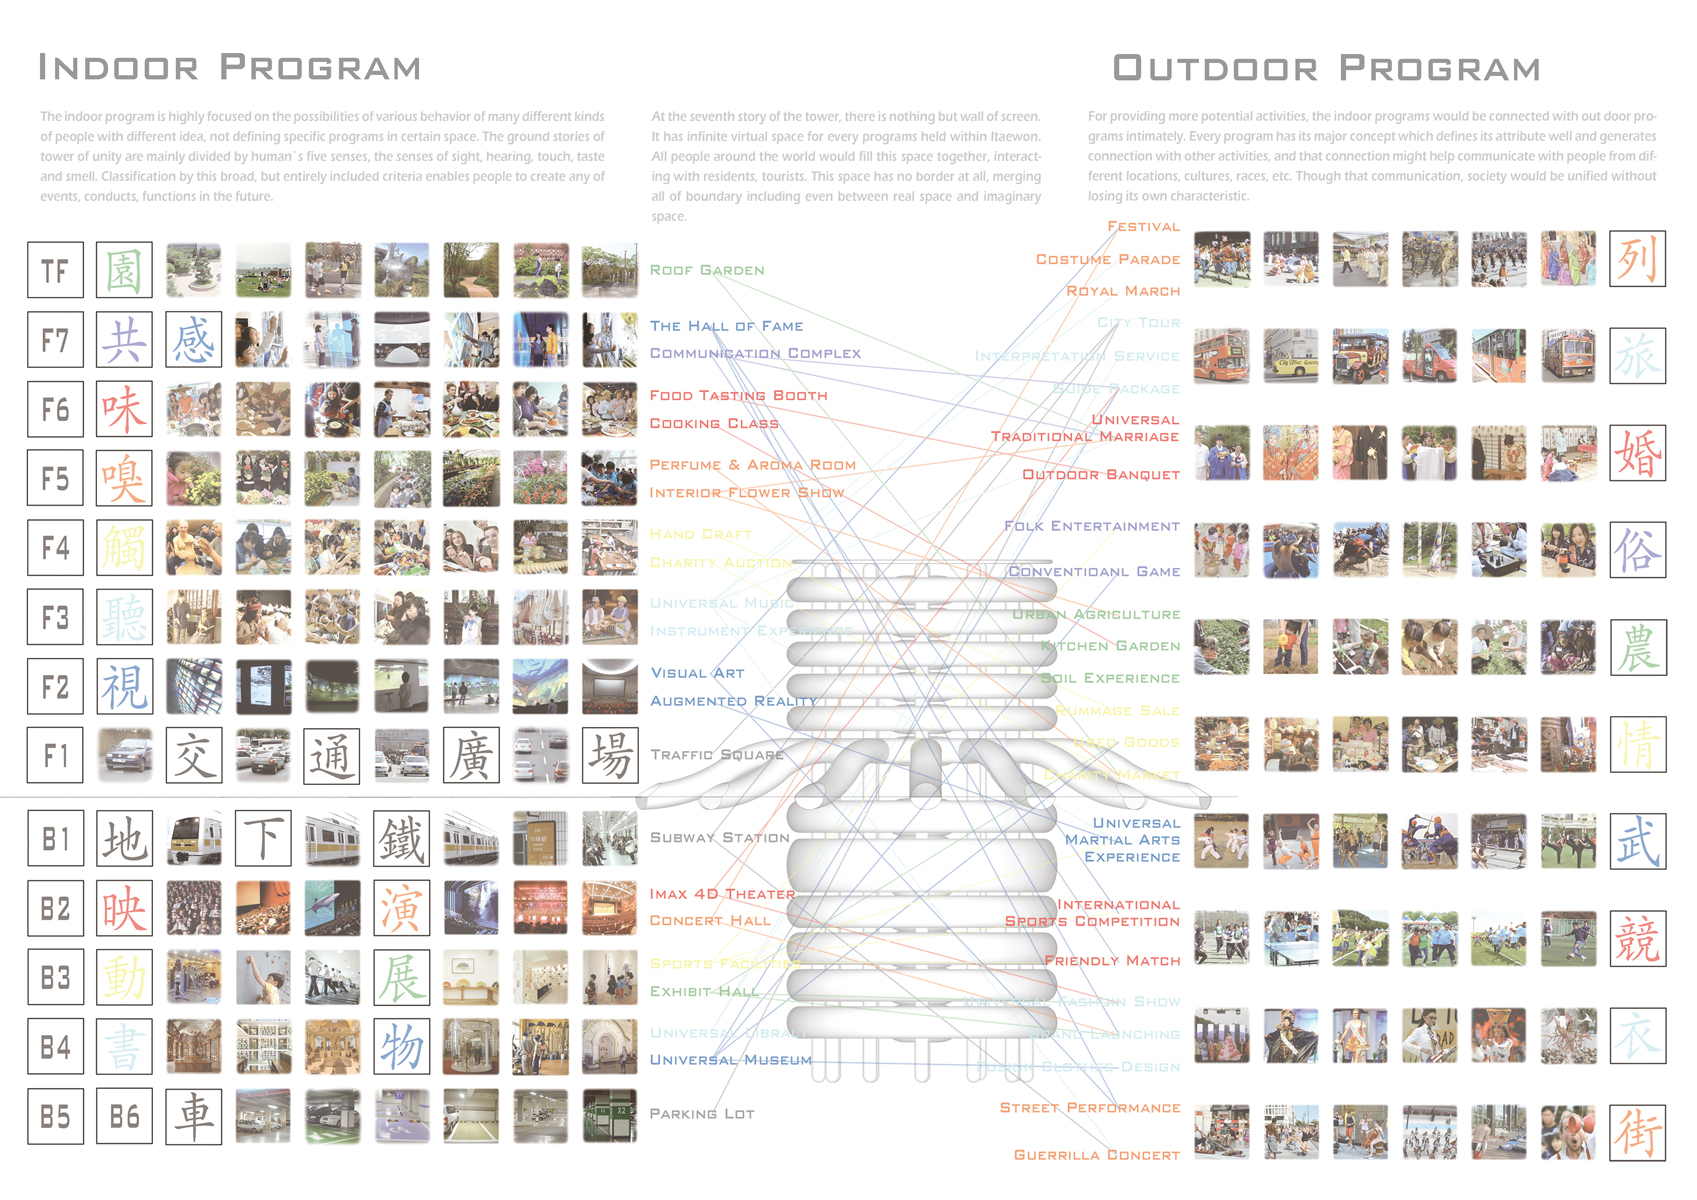 INDOOR PROGRAM
The indoor program is highly focused on the possibilities of various behavior of many different kinds
of people with different idea, not defining specific programs in certain space. The ground stories of
tower of unity are mainly divided by human`s five senses, the senses of sight, hearing, touch, taste
and smell. Classification by this broad, but entirely included criteria enables people to create any of
events, conducts, functions in the future.
At the seventh story of the tower, there is nothing but wall of screen.
It has infinite virtual space for every programs held within Itaewon.
All people around the world would fill this space together, interact-
ing with residents, tourists. This space has no border at all, merging
all of boundary including even between real space and imaginary
space.
OUTDOOR PROGRAM
For providing more potential activities, the indoor programs would be connected with out door pro-
grams intimately. Every program has its major concept which defines its attribute well and generates
connection with other activities, and that connection might help communicate with people from dif-
ferent locations, cultures, races, etc. Though that communication, society would be unified without
losing its own characteristic.
TF 園
ROOF GARDEN
F7 共 感
THE HALL OF FAME
COMMUNICATION COMPLEX
F6 味
FOOD TASTING BOOTH
COOKING CLASS
F5 嗅
PERFUME & AROMA ROOM
INTERIOR FLOWER SHOW
F4 觸
HAND CRAFT
CHARITY AUCTION
F3 聽
UNIVERSAL MUSIC
INSTRUMENT EXPERIENCE
F2 視
VISUAL ART
AUGMENTED REALITY
F1 交 通 廣 場
TRAFFIC SQUARE
B1 地 下 鐵
SUBWAY STATION
B2 映 演
IMAX 4D THEATER
CONCERT HALL
B3 動 展
SPORTS FACILITIES
EXHIBIT HALL
B4 書 物
UNIVERSAL LIBRARY
UNIVERSAL MUSEUM
B5 B6 車
PARKING LOT
FESTIVAL
COSTUME PARADE
ROYAL MARCH
列
CITY TOUR
INTERPRETATION SERVICE
GUIDE PACKAGE
旅
UNIVERSAL
TRADITIONAL MARRIAGE
OUTDOOR BANQUET
婚
FOLK ENTERTAINMENT
CONVENTIOANL GAME
俗
URBAN AGRICULTURE
KITCHEN GARDEN
SOIL EXPERIENCE
農
RUMMAGE SALE
USED GOODS
CHARITY MARKET
情
UNIVERSAL
MARTIAL ARTS
EXPERIENCE
武
INTERNATIONAL
SPORTS COMPETITION
FRIENDLY MATCH
競
UNIVERSAL FASHION SHOW
BRAND LAUNCHING
FUSION CLOTHES DESIGN
衣
STREET PERFORMANCE
GUERRILLA CONCERT
街